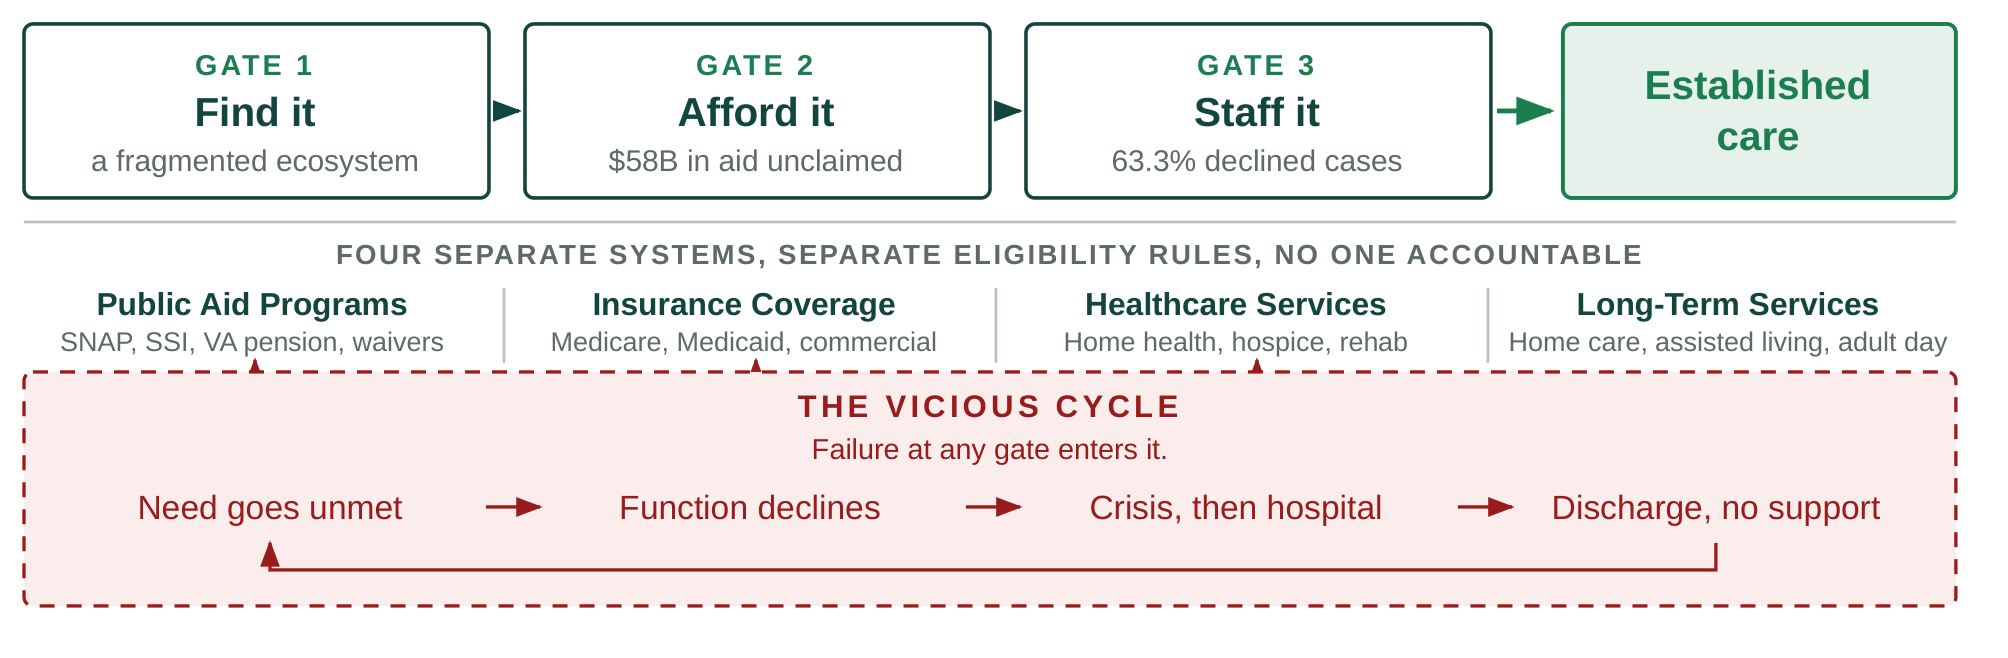 GATE 1
Find it
a fragmented ecosystem
GATE 2
Afford it
$58B in aid unclaimed
GATE 3
Staff it
63.3% declined cases
Established
care
FOUR SEPARATE SYSTEMS, SEPARATE ELIGIBILITY RULES, NO ONE ACCOUNTABLE
Public Aid Programs
SNAP, SSI, VA pension, waivers
Insurance Coverage
Medicare, Medicaid, commercial
Healthcare Services
Home health, hospice, rehab
Long-Term Services
Home care, assisted living, adult day
THE VICIOUS CYCLE
Failure at any gate enters it.
Need goes unmet
Function declines
Crisis, then hospital
Discharge, no support